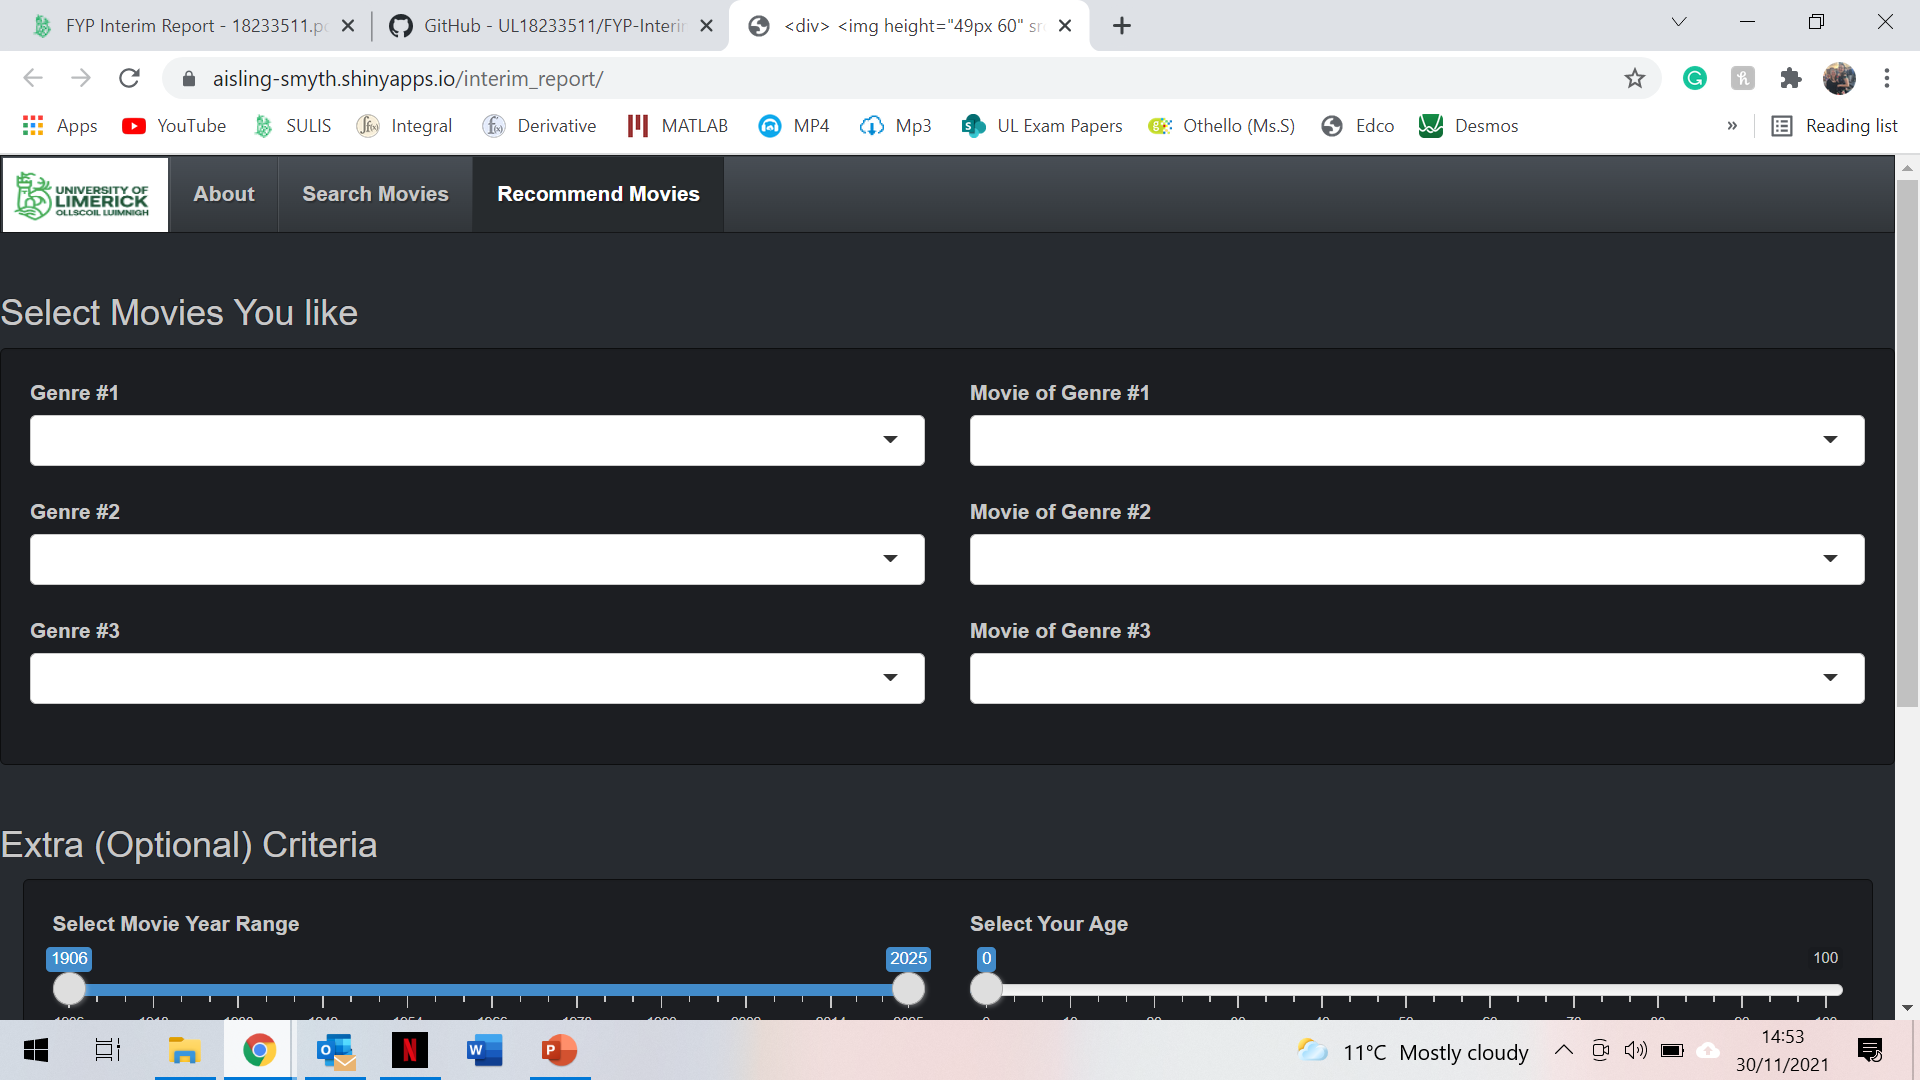 FYP Interim Report - 18233511.p
GitHub - UL18233511/FYP-Interi
<div> <img height="49px 60" sr
aisling-smyth.shinyapps.io/interim_report/
Apps
YouTube
SULIS
Integral
Derivative
MATLAB
MP4
Mp3
UL Exam Papers
Othello (Ms.S)
Edco
Desmos
»
Reading list
UNIVERSITY OF
LIMERICK
OLLSCOIL LUIMNIGH
About
Search Movies
Recommend Movies
Select Movies You like
Genre #1
Movie of Genre #1
Genre #2
Movie of Genre #2
Genre #3
Movie of Genre #3
Extra (Optional) Criteria
Select Movie Year Range
Select Your Age
1906
2025
0
100
14:53
11°C Mostly cloudy
30/11/2021